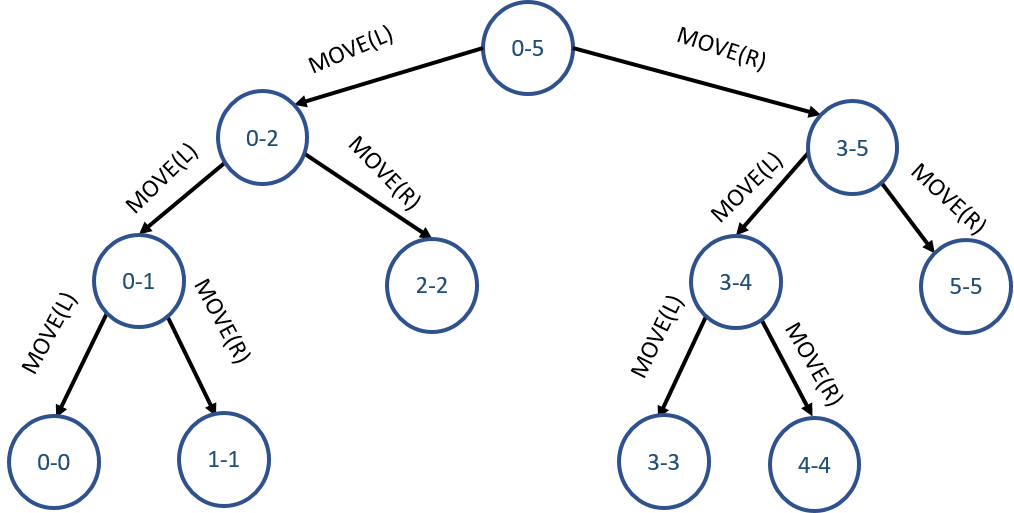 0-5
MOVE(L)
MOVE(R)
0-2
3-5
MOVE(L)
MOVE(R)
MOVE(L)
MOVE(R)
0-1
2-2
3-4
5-5
MOVE(L)
MOVE(R)
MOVE(L)
MOVE(R)
0-0
1-1
3-3
4-4